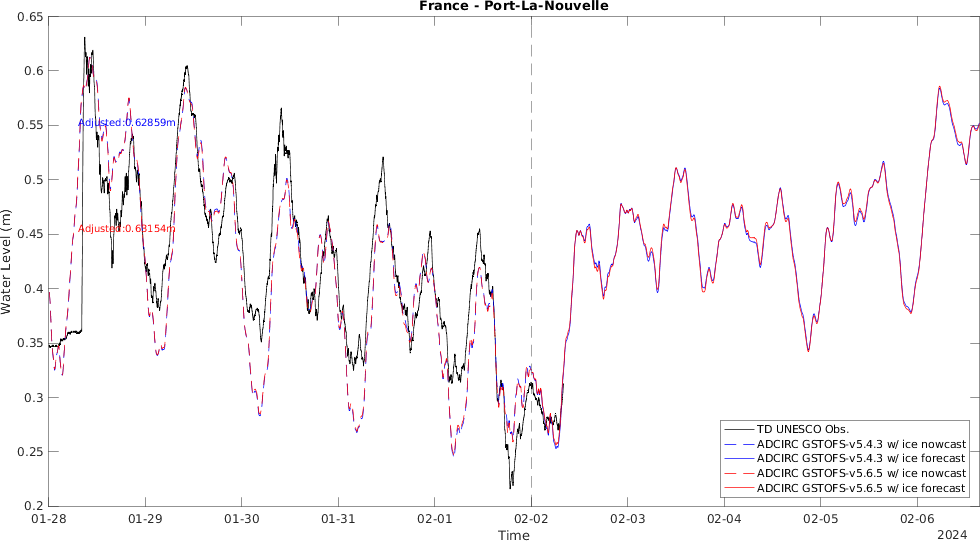 France - Port-La-Nouvelle
0.65
0.6
0.55
0.5
0.45
0.4
0.35
0.3
0.25
0.2
Water Level (m)
Adjusted:0.62859m
Adjusted:0.63154m
TD UNESCO Obs.
ADCIRC GSTOFS-v5.4.3 w/ ice nowcast
ADCIRC GSTOFS-v5.4.3 w/ ice forecast
ADCIRC GSTOFS-v5.6.5 w/ ice nowcast
ADCIRC GSTOFS-v5.6.5 w/ ice forecast
01-28 01-29 01-30 01-31 02-01 02-02 02-03 02-04 02-05 02-06
Time
2024